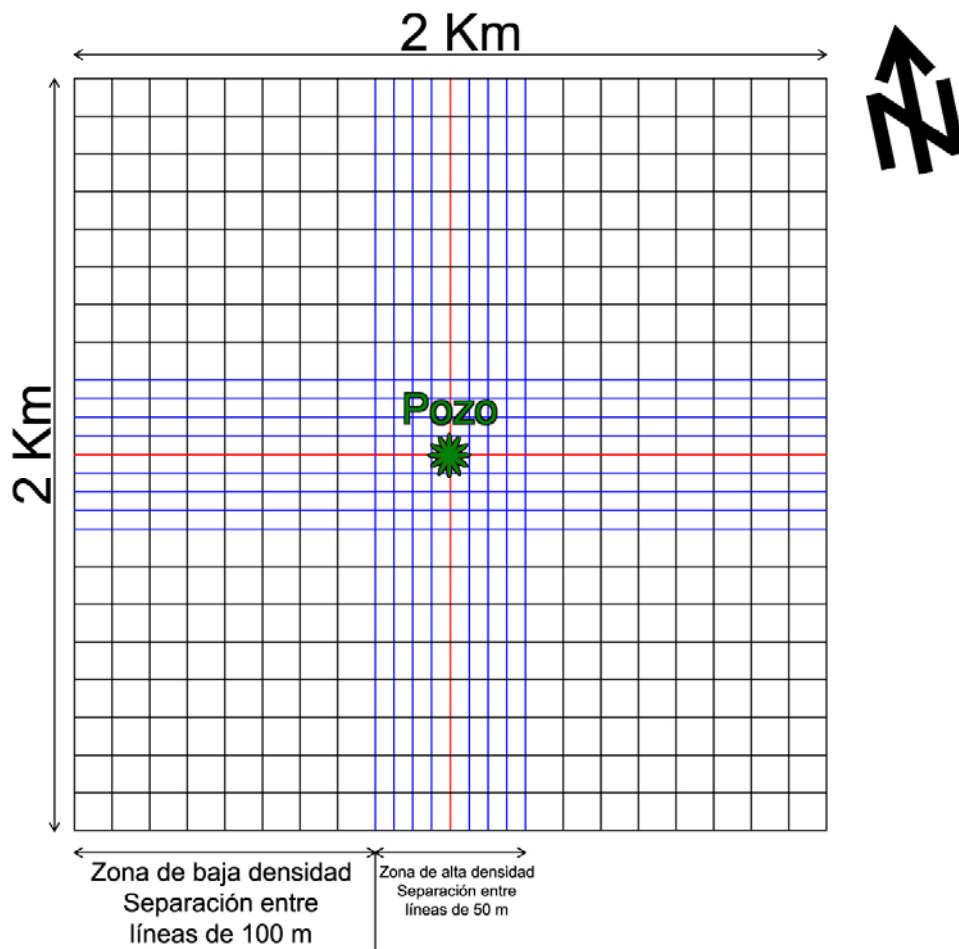 2 Km
N
2 Km
Pozo
Zona de baja densidad
Separación entre
líneas de 100 m
Zona de alta densidad
Separación entre
líneas de 50 m